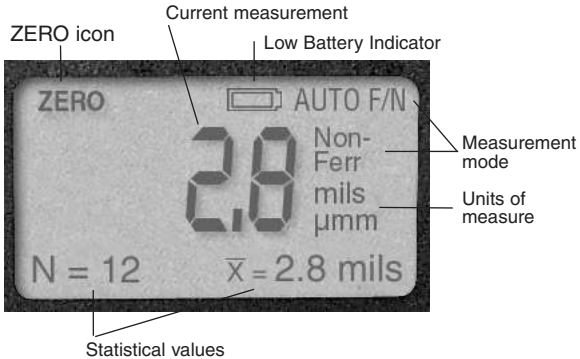 Current measurement
ZERO icon
Low Battery Indicator
ZERO
AUTO F/N
2.8
Non-
Ferr
Measurement
mode
mils
µmm
Units of
measure
N = 12
x̅ = 2.8 mils
Statistical values